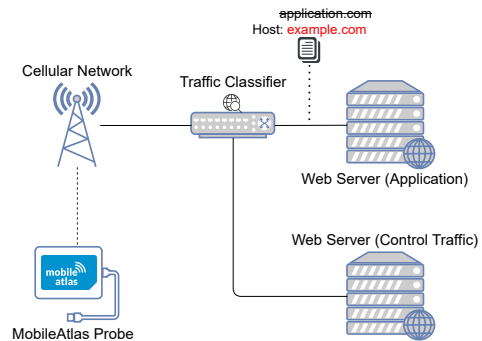 application.com
Host: example.com
Cellular Network
Traffic Classifier
Web Server (Application)
Web Server (Control Traffic)
mobile
atlas
MobileAtlas Probe